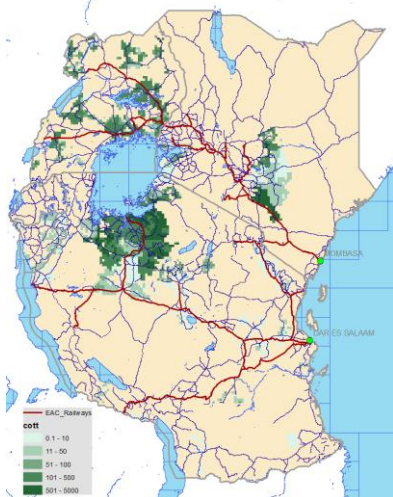 MOMBASA
DAR ES SALAAM
EAC_Railways
cott
0.1 - 10
11 - 50
51 - 100
101 - 500
501 - 5000